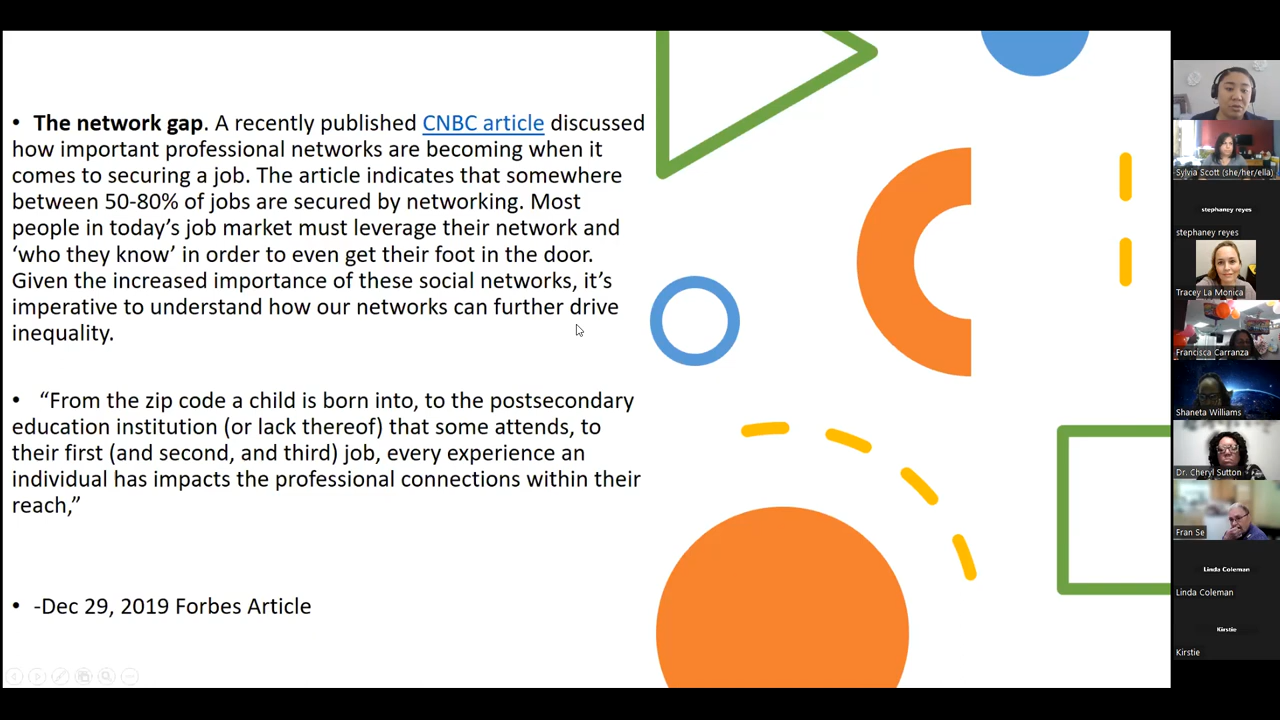 • The network gap. A recently published CNBC article discussed
how important professional networks are becoming when it
comes to securing a job. The article indicates that somewhere
between 50-80% of jobs are secured by networking. Most
people in today’s job market must leverage their network and
‘who they know’ in order to even get their foot in the door.
Given the increased importance of these social networks, it’s
imperative to understand how our networks can further drive
inequality.
• “From the zip code a child is born into, to the postsecondary
education institution (or lack thereof) that some attends, to
their first (and second, and third) job, every experience an
individual has impacts the professional connections within their
reach,”
• -Dec 29, 2019 Forbes Article
Sylvia Scott (she/her/ella)
stephaney reyes
stephaney reyes
Tracey La Monica
Francisca Carranza
Shaneta Williams
Dr. Cheryl Sutton
Fran Se
Linda Coleman
Linda Coleman
Kirstie
Kirstie